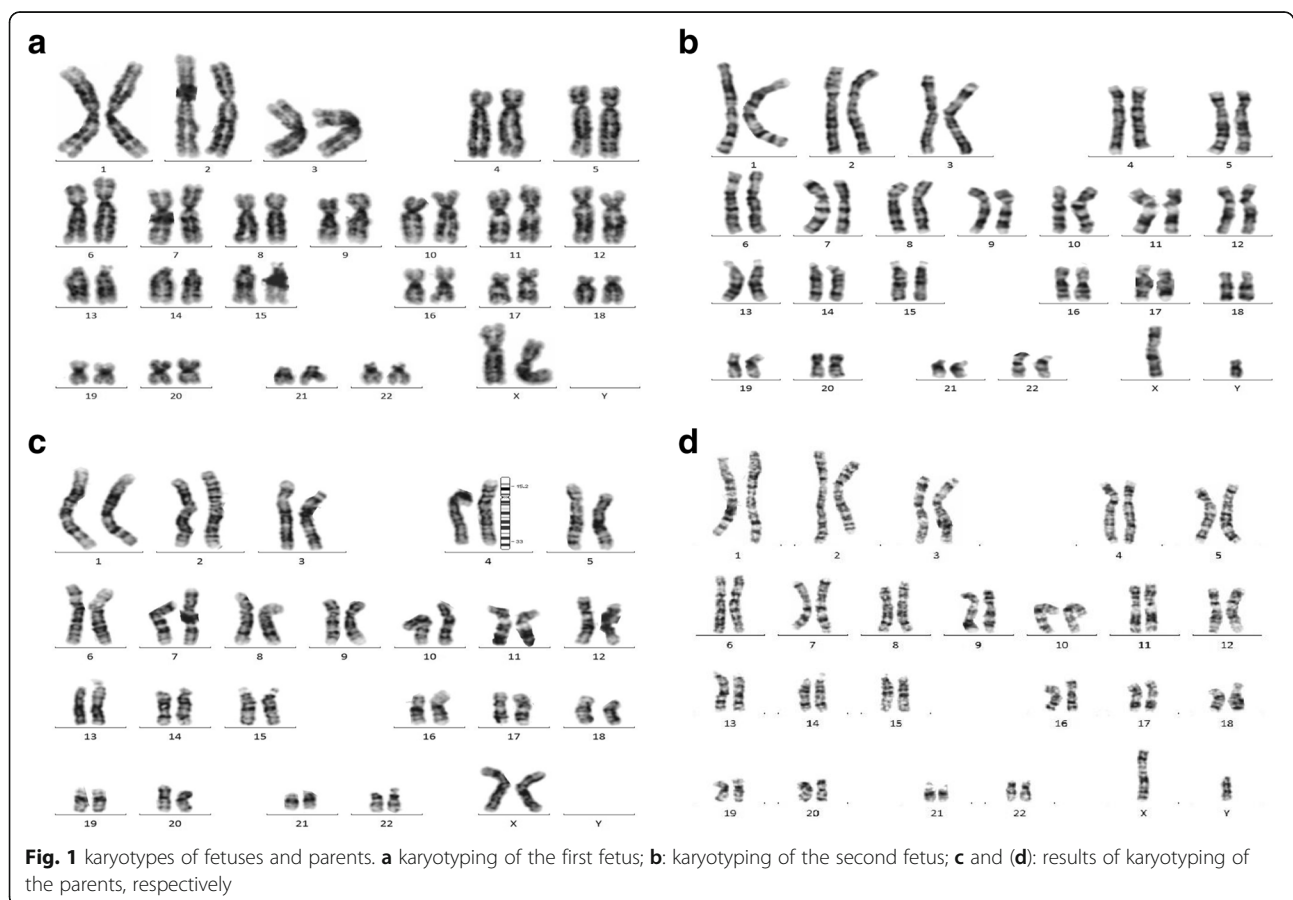 a
1 2 3 4 5
6 7 8 9 10 11 12
13 14 15 16 17 18
19 20 21 22 X Y
b
1 2 3 4 5
6 7 8 9 10 11 12
13 14 15 16 17 18
19 20 21 22 X Y
c
15.2
33
1 2 3 4 5
6 7 8 9 10 11 12
13 14 15 16 17 18
19 20 21 22 X Y
d
1 2 3 4 5
6 7 8 9 10 11 12
13 14 15 16 17 18
19 20 21 22 X Y
Fig. 1 karyotypes of fetuses and parents. a karyotyping of the first fetus; b: karyotyping of the second fetus; c and (d): results of karyotyping of
the parents, respectively